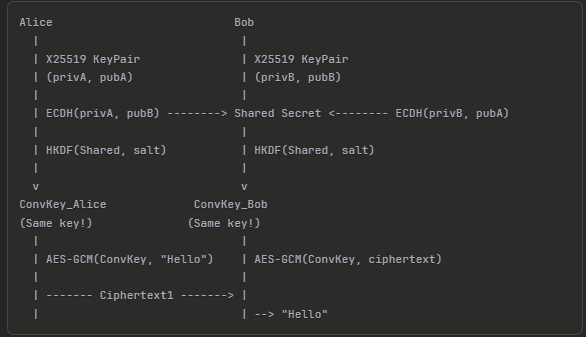 Alice                           Bob
  |                              |
  | X25519 KeyPair               | X25519 KeyPair
  | (privA, pubA)                | (privB, pubB)
  |                              |
  | ECDH(privA, pubB) --------> Shared Secret <-------- ECDH(privB, pubA)
  |                              |
  | HKDF(Shared, salt)           | HKDF(Shared, salt)
  |                              |
  v                              v
ConvKey_Alice             ConvKey_Bob
(Same key!)              (Same key!)
  |                              |
  | AES-GCM(ConvKey, "Hello")    | AES-GCM(ConvKey, ciphertext)
  |                              |
  | ------- Ciphertext1 -------> |
  |                              | --> "Hello"